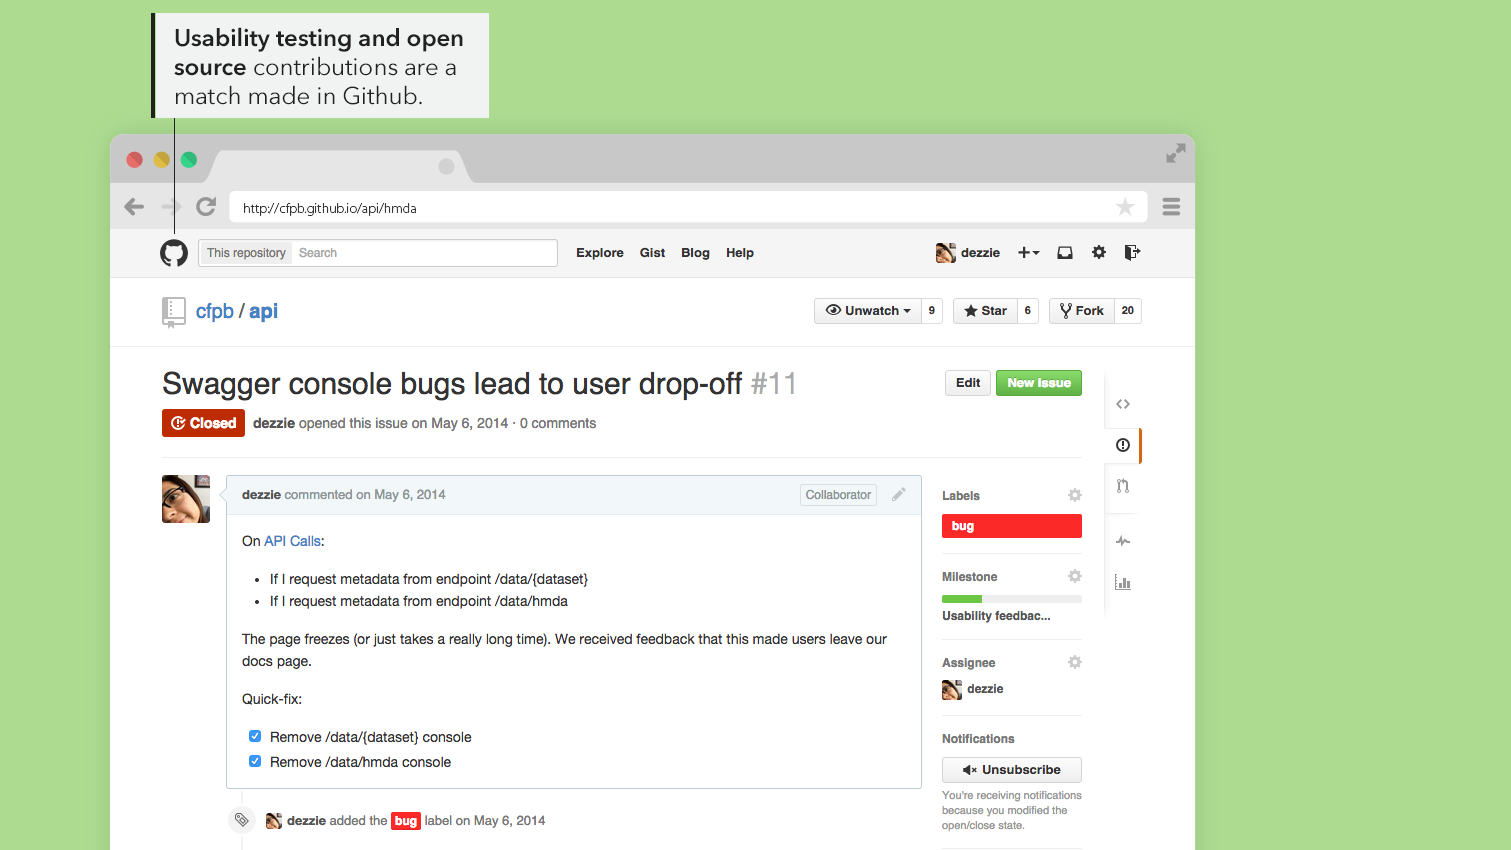 Usability testing and open
source contributions are a
match made in Github.
http://cfpb.github.io/api/hmda
This repository Search Explore Gist Blog Help dezzie
cfpb / api Unwatch 9 Star 6 Fork 20
Swagger console bugs lead to user drop-off #11 Edit New issue
Closed dezzie opened this issue on May 6, 2014 · 0 comments
dezzie commented on May 6, 2014 Collaborator
On API Calls:
• If I request metadata from endpoint /data/{dataset}
• If I request metadata from endpoint /data/hmda
The page freezes (or just takes a really long time). We received feedback that this made users leave our
docs page.
Quick-fix:
Remove /data/{dataset} console
Remove /data/hmda console
dezzie added the bug label on May 6, 2014
Labels
bug
Milestone
Usability feedbac...
Assignee
dezzie
Notifications
Unsubscribe
You're receiving notifications
because you modified the
open/close state.